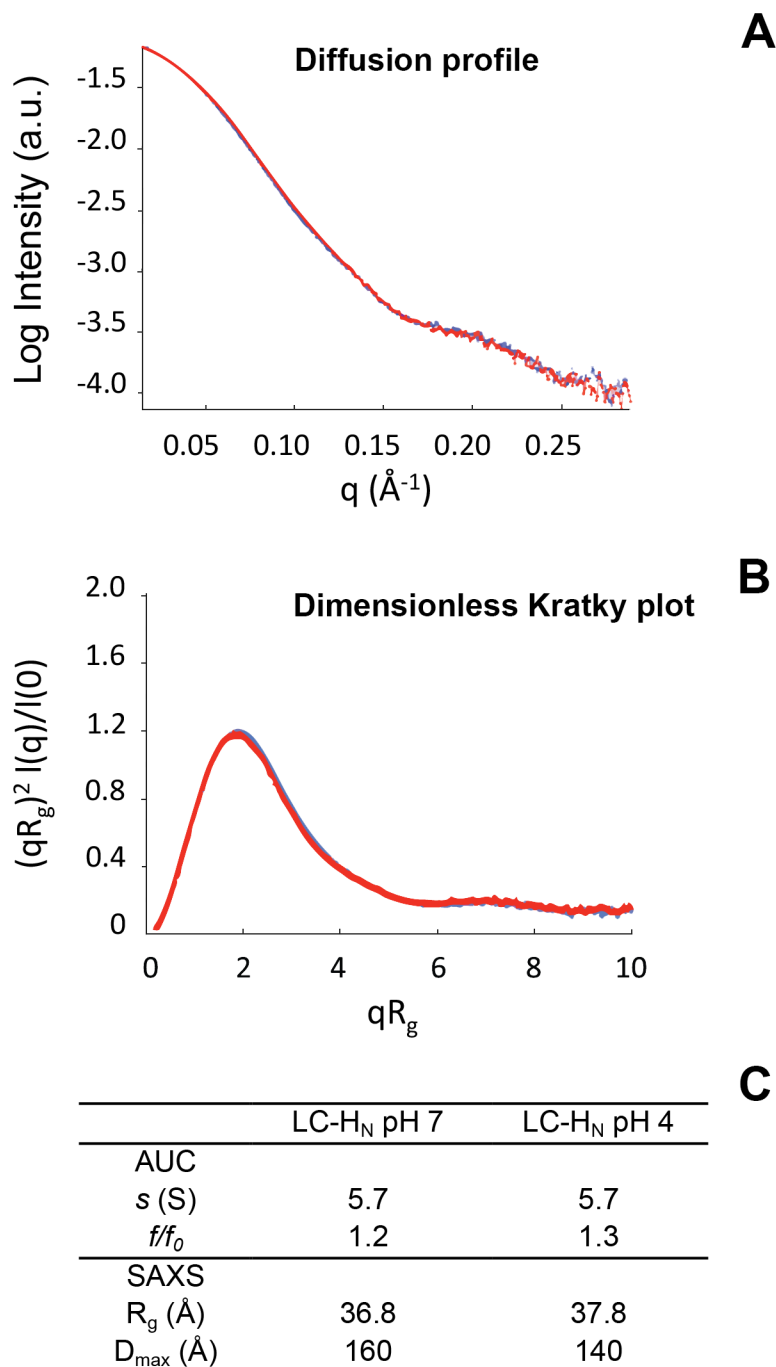 A
Diffusion profile
Log Intensity (a.u.)
-1.5
-2.0
-2.5
-3.0
-3.5
-4.0
0.05 0.10 0.15 0.20 0.25
q (Å⁻¹)
B
Dimensionless Kratky plot
(qRg)² I(q)/I(0)
2.0
1.6
1.2
0.8
0.4
0
0 2 4 6 8 10
qRg
C
LC-HN pH 7 LC-HN pH 4
AUC
s (S) 5.7 5.7
f/f0 1.2 1.3
SAXS
Rg (Å) 36.8 37.8
Dmax (Å) 160 140